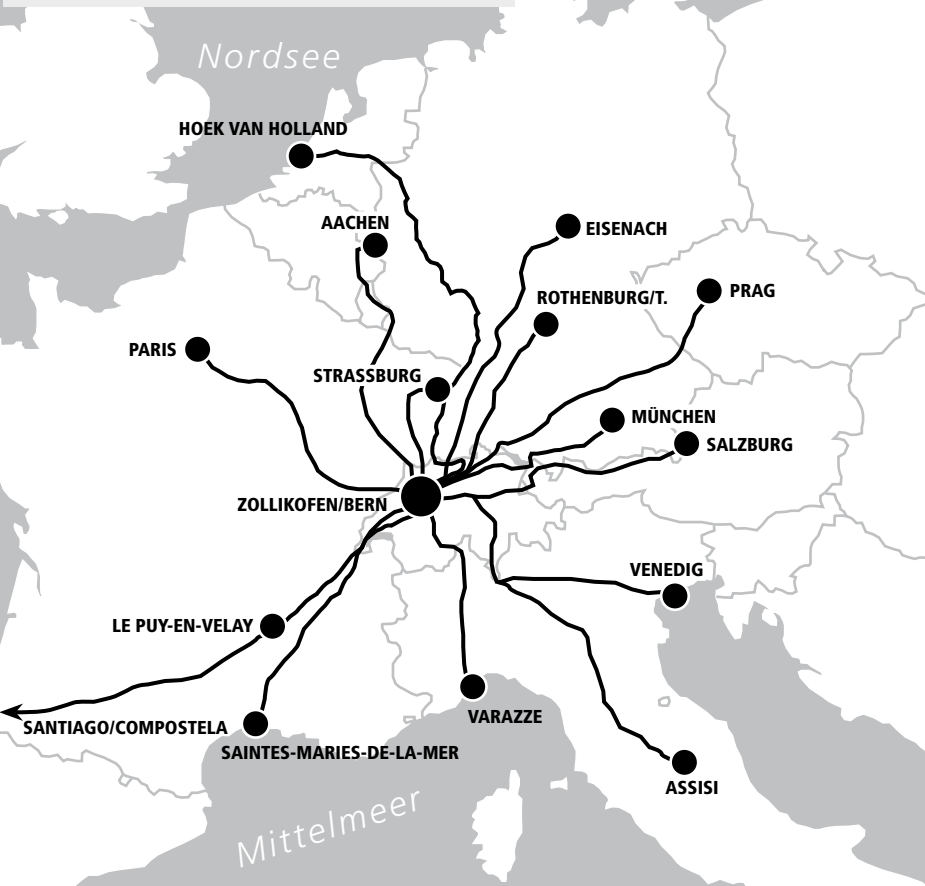 Nordsee
HOEK VAN HOLLAND
AACHEN
EISENACH
ROTHENBURG/T.
PRAG
PARIS
STRASSBURG
MÜNCHEN
SALZBURG
ZOLLIKOFEN/BERN
VENEDIG
LE PUY-EN-VELAY
SANTIAGO/COMPOSTELA
VARAZZE
SAINTES-MARIES-DE-LA-MER
ASSISI
Mittelmeer